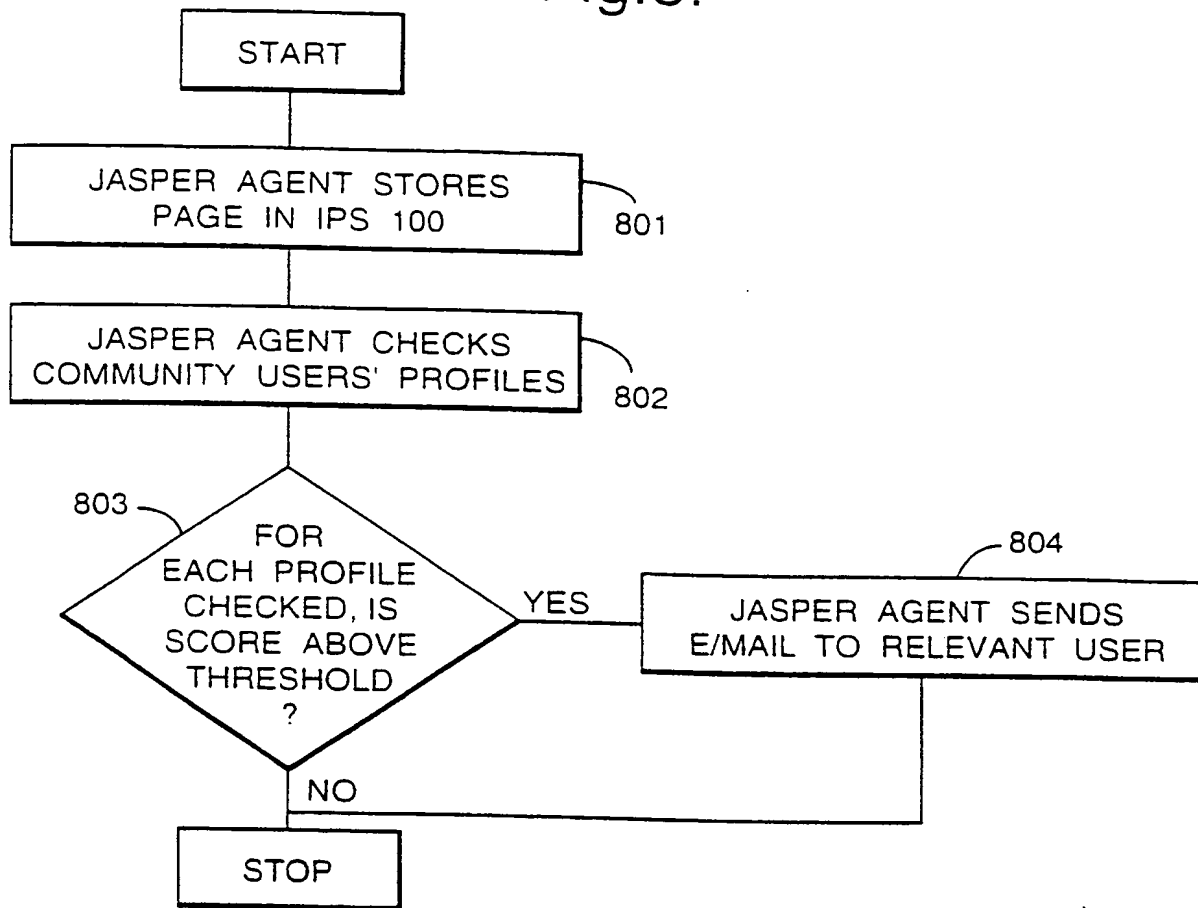 START
JASPER AGENT STORES
PAGE IN IPS 100
801
JASPER AGENT CHECKS
COMMUNITY USERS' PROFILES
802
803
FOR
EACH PROFILE
CHECKED, IS
SCORE ABOVE
THRESHOLD
?
YES
804
JASPER AGENT SENDS
E/MAIL TO RELEVANT USER
NO
STOP